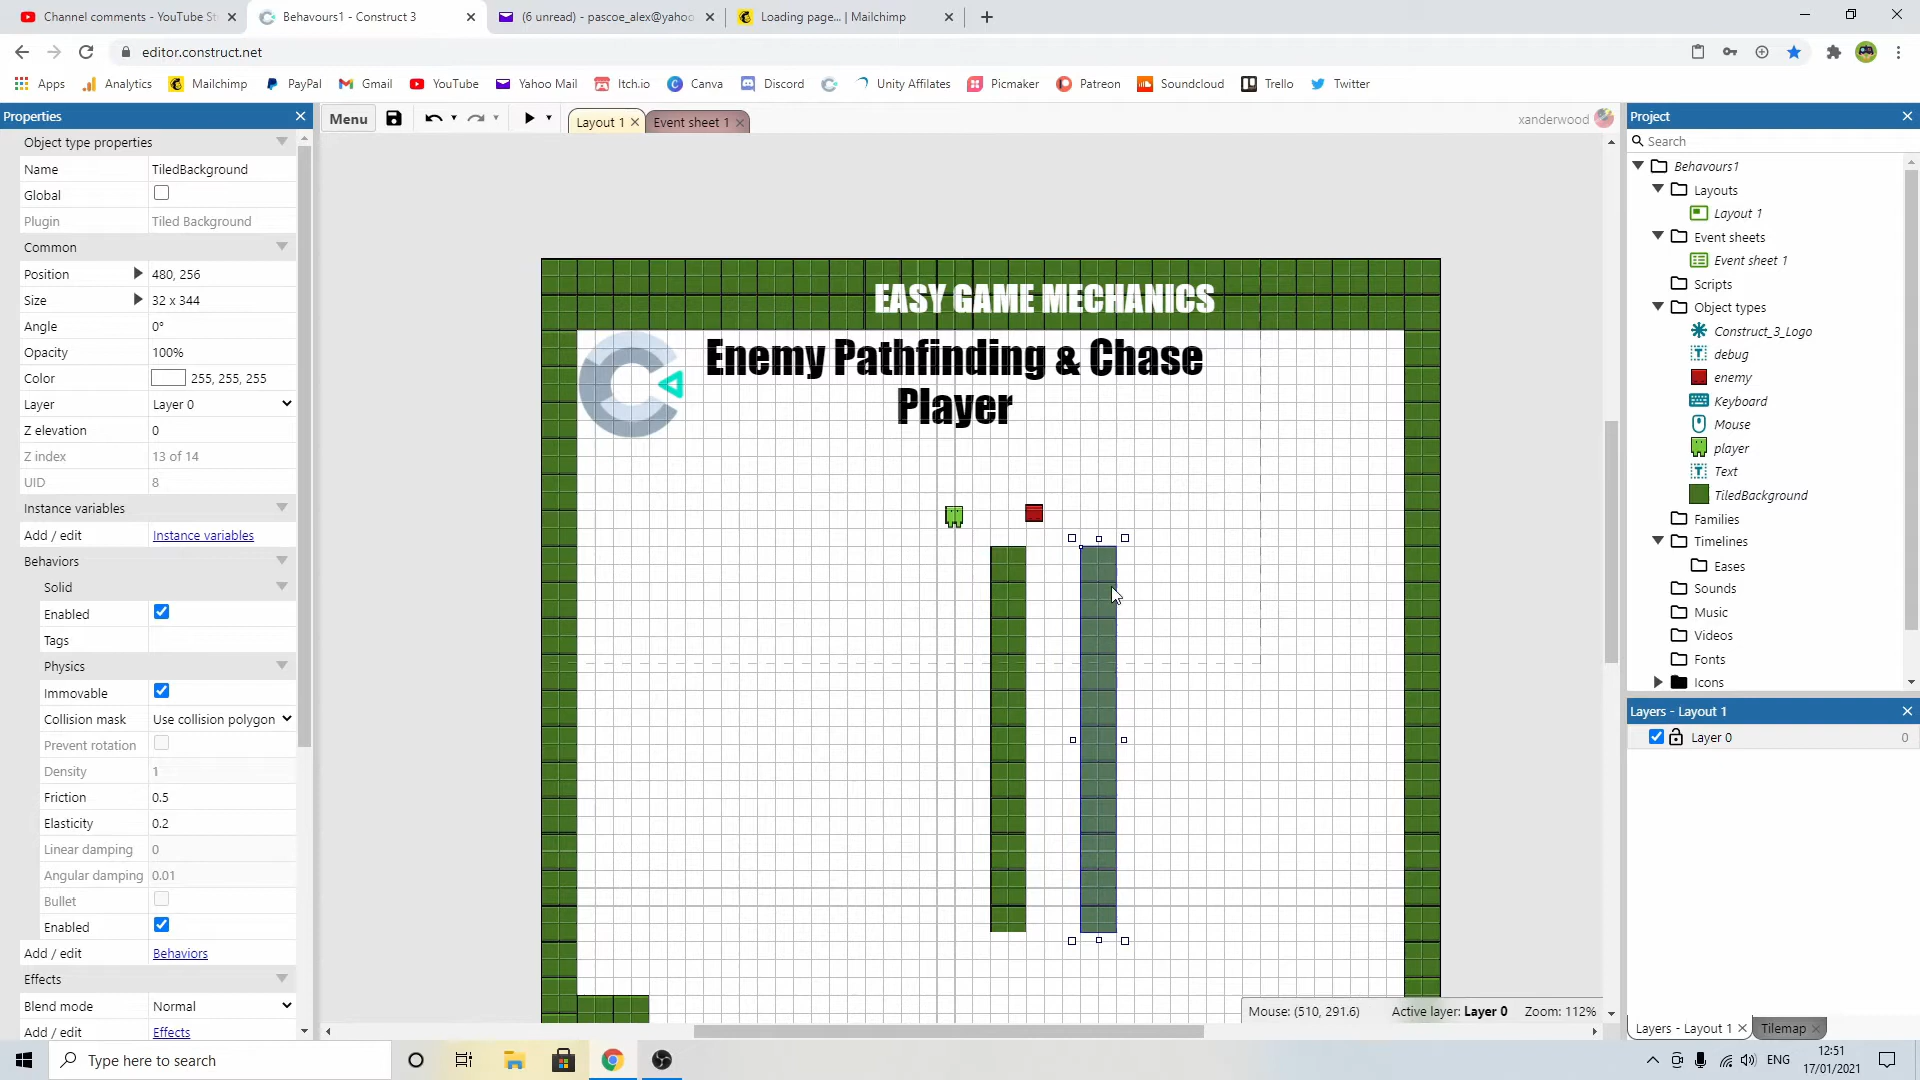 Channel comments - YouTube St
Behavours1 - Construct 3
(6 unread) - pascoe_alex@yahoo
Loading page... | Mailchimp
editor.construct.net
Apps
Analytics
Mailchimp
PayPal
Gmail
YouTube
Yahoo Mail
Itch.io
Canva
Discord
Unity Affilates
Picmaker
Patreon
Soundcloud
Trello
Twitter
Properties
Object type properties
Name TiledBackground
Global
Plugin Tiled Background
Common
Position 480, 256
Size 32 x 344
Angle 0°
Opacity 100%
Color 255, 255, 255
Layer Layer 0
Z elevation 0
Z index 13 of 14
UID 8
Instance variables
Add / edit Instance variables
Behaviors
Solid
Enabled
Tags
Physics
Immovable
Collision mask Use collision polygon
Prevent rotation
Density 1
Friction 0.5
Elasticity 0.2
Linear damping 0
Angular damping 0.01
Bullet
Enabled
Add / edit Behaviors
Effects
Blend mode Normal
Add / edit Effects
Menu
Layout 1
Event sheet 1
xanderwood
EASY GAME MECHANICS
Enemy Pathfinding & Chase
Player
Mouse: (510, 291.6) Active layer: Layer 0 Zoom: 112%
Project
Search
Behavours1
Layouts
Layout 1
Event sheets
Event sheet 1
Scripts
Object types
Construct_3_Logo
debug
enemy
Keyboard
Mouse
player
Text
TiledBackground
Families
Timelines
Eases
Sounds
Music
Videos
Fonts
Icons
Layers - Layout 1
Layer 0 0
Layers - Layout 1
Tilemap
Type here to search
ENG
12:51
17/01/2021